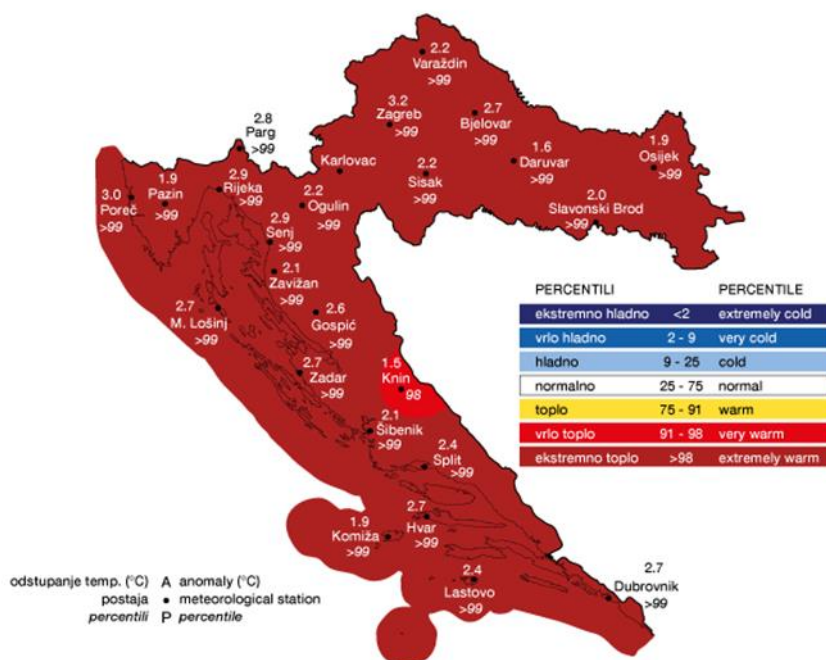 2.2
Varaždin
>99
3.2
Zagreb
>99
2.7
Bjelovar
>99
2.8
Parg
>99
Karlovac
2.2
Sisak
>99
1.6
Daruvar
>99
1.9
Osijek
>99
3.0
Poreč
>99
1.9
Pazin
>99
2.9
Rijeka
>99
2.2
Ogulin
>99
2.0
Slavonski Brod
>99
2.9
Senj
>99
2.1
Zavižan
>99
2.7
M. Lošinj
>99
2.6
Gospić
>99
2.7
Zadar
>99
1.5
Knin
98
2.1
Šibenik
>99
2.4
Split
>99
1.9
Komiža
>99
2.7
Hvar
>99
2.4
Lastovo
>99
2.7
Dubrovnik
>99
PERCENTILI PERCENTILE
ekstremno hladno <2 extremely cold
vrlo hladno 2 - 9 very cold
hladno 9 - 25 cold
normalno 25 - 75 normal
toplo 75 - 91 warm
vrlo toplo 91 - 98 very warm
ekstremno toplo >98 extremely warm
odstupanje temp. (°C) A anomaly (°C)
postaja • meteorological station
percentili P percentile